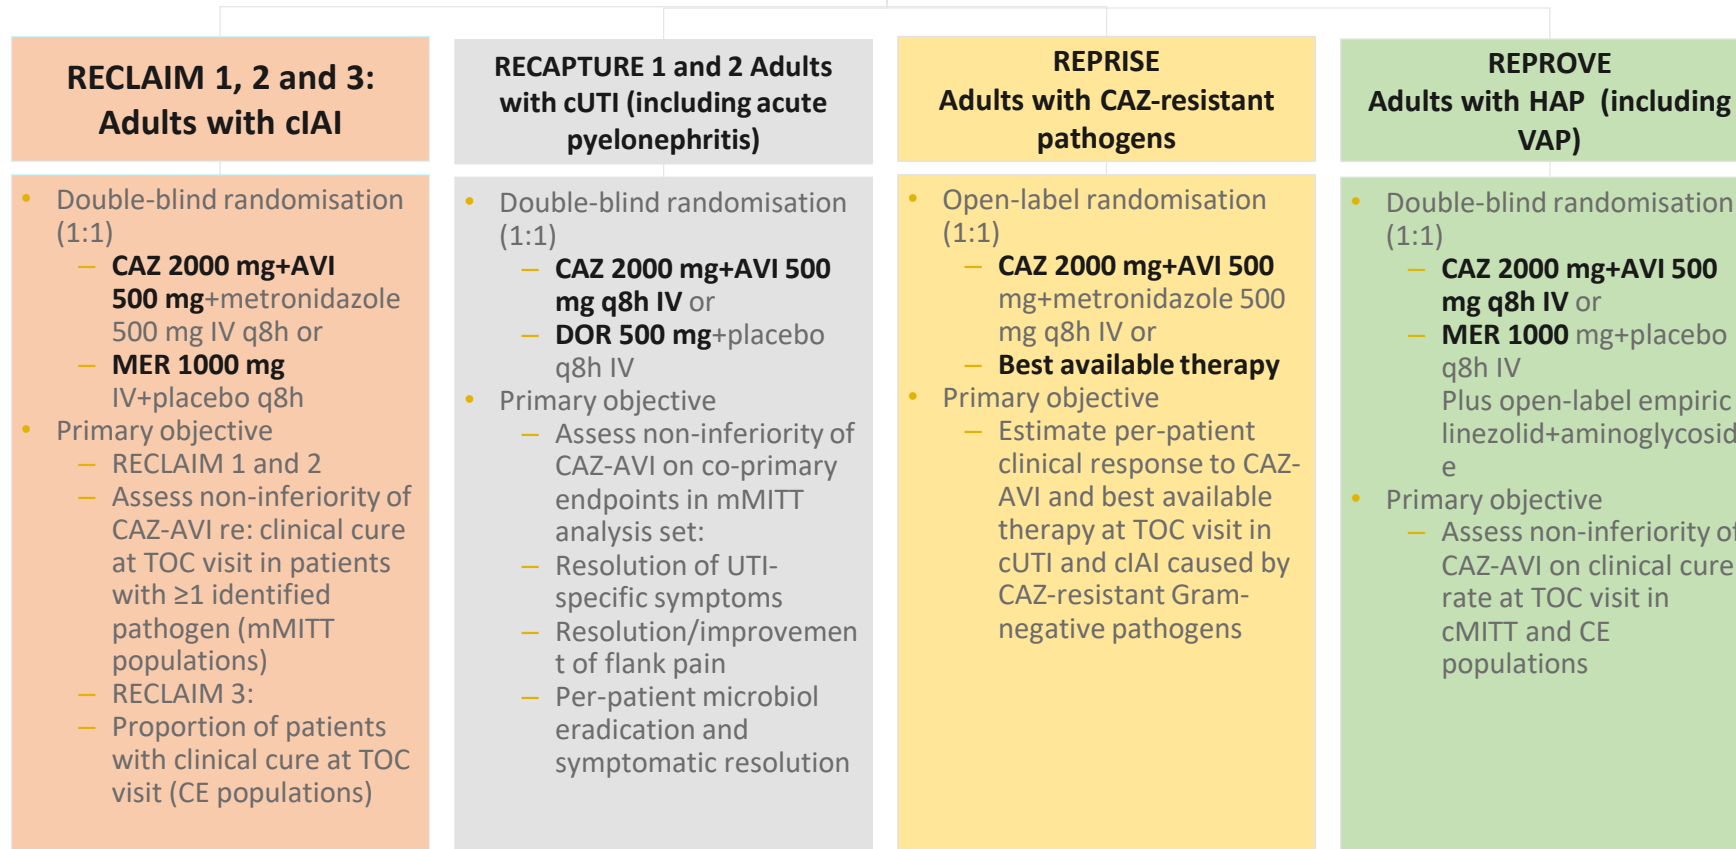 RECLAIM 1, 2 and 3:
Adults with cIAI
• Double-blind randomisation
(1:1)
– CAZ 2000 mg+AVI
500 mg+metronidazole
500 mg IV q8h or
– MER 1000 mg
IV+placebo q8h
• Primary objective
– RECLAIM 1 and 2
– Assess non-inferiority of
CAZ-AVI re: clinical cure
at TOC visit in patients
with ≥1 identified
pathogen (mMITT
populations)
– RECLAIM 3:
– Proportion of patients
with clinical cure at TOC
visit (CE populations)
RECAPTURE 1 and 2 Adults
with cUTI (including acute
pyelonephritis)
• Double-blind randomisation
(1:1)
– CAZ 2000 mg+AVI 500
mg q8h IV or
– DOR 500 mg+placebo
q8h IV
• Primary objective
– Assess non-inferiority of
CAZ-AVI on co-primary
endpoints in mMITT
analysis set:
– Resolution of UTI-
specific symptoms
– Resolution/improvemen
t of flank pain
– Per-patient microbiol
eradication and
symptomatic resolution
REPRISE
Adults with CAZ-resistant
pathogens
• Open-label randomisation
(1:1)
– CAZ 2000 mg+AVI 500
mg+metronidazole 500
mg q8h IV or
– Best available therapy
• Primary objective
– Estimate per-patient
clinical response to CAZ-
AVI and best available
therapy at TOC visit in
cUTI and cIAI caused by
CAZ-resistant Gram-
negative pathogens
REPROVE
Adults with HAP (including
VAP)
• Double-blind randomisation
(1:1)
– CAZ 2000 mg+AVI 500
mg q8h IV or
– MER 1000 mg+placebo
q8h IV
Plus open-label empiric
linezolid+aminoglycosid
e
• Primary objective
– Assess non-inferiority of
CAZ-AVI on clinical cure
rate at TOC visit in
cMITT and CE
populations